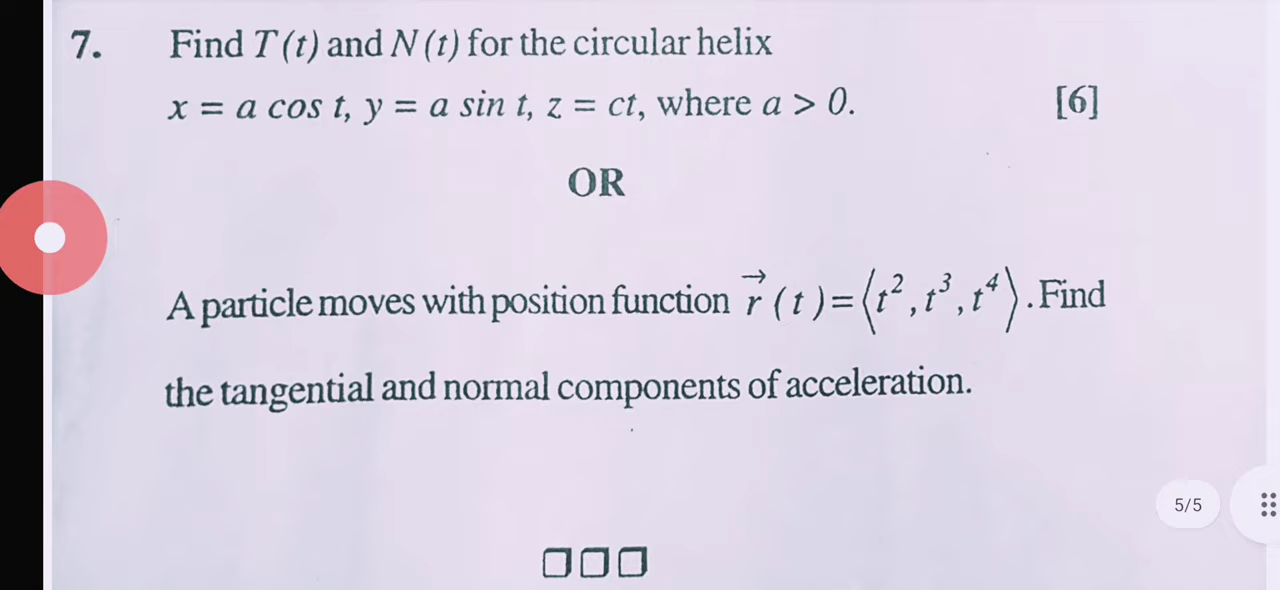 7. Find T(t) and N(t) for the circular helix
x = a cos t, y = a sin t, z = ct, where a > 0. [6]
OR
A particle moves with position function r⃗ (t) = ⟨t², t³, t⁴⟩. Find
the tangential and normal components of acceleration.
5/5